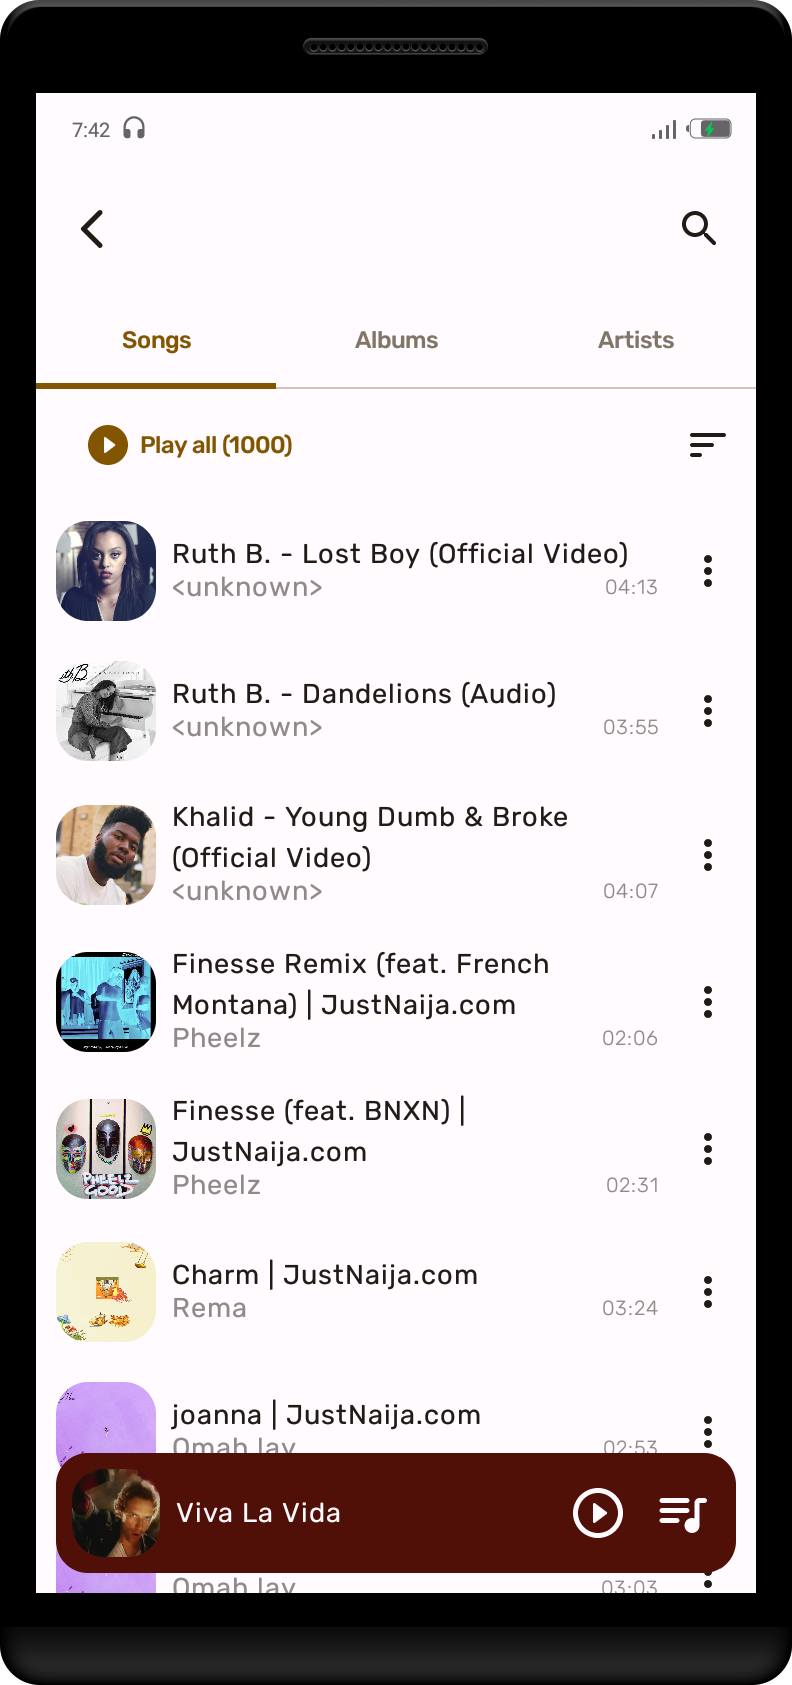 7:42
Songs
Albums
Artists
Play all (1000)
Ruth B. - Lost Boy (Official Video)
<unknown>
04:13
Ruth B. - Dandelions (Audio)
<unknown>
03:55
Khalid - Young Dumb & Broke
(Official Video)
<unknown>
04:07
Finesse Remix (feat. French
Montana) | JustNaija.com
Pheelz
02:06
Finesse (feat. BNXN) |
JustNaija.com
Pheelz
02:31
Charm | JustNaija.com
Rema
03:24
joanna | JustNaija.com
Omah lay
02:53
Viva La Vida
Omah lay
03:03